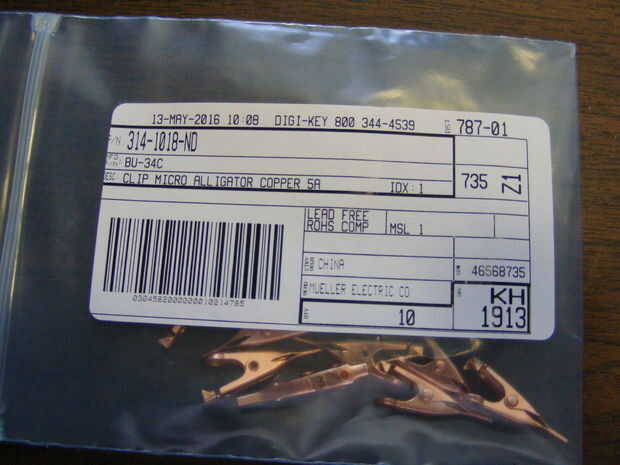 13-MAY-2016 10:08 DIGI-KEY 800 344-4539
787-01
P/N: 314-1018-ND
BU-34C
CLIP MICRO ALLIGATOR COPPER 5A IDX: 1
735 Z1
LEAD FREE
ROHS COMP MSL 1
CHINA 46568735
MUELLER ELECTRIC CO
10
KH
1913